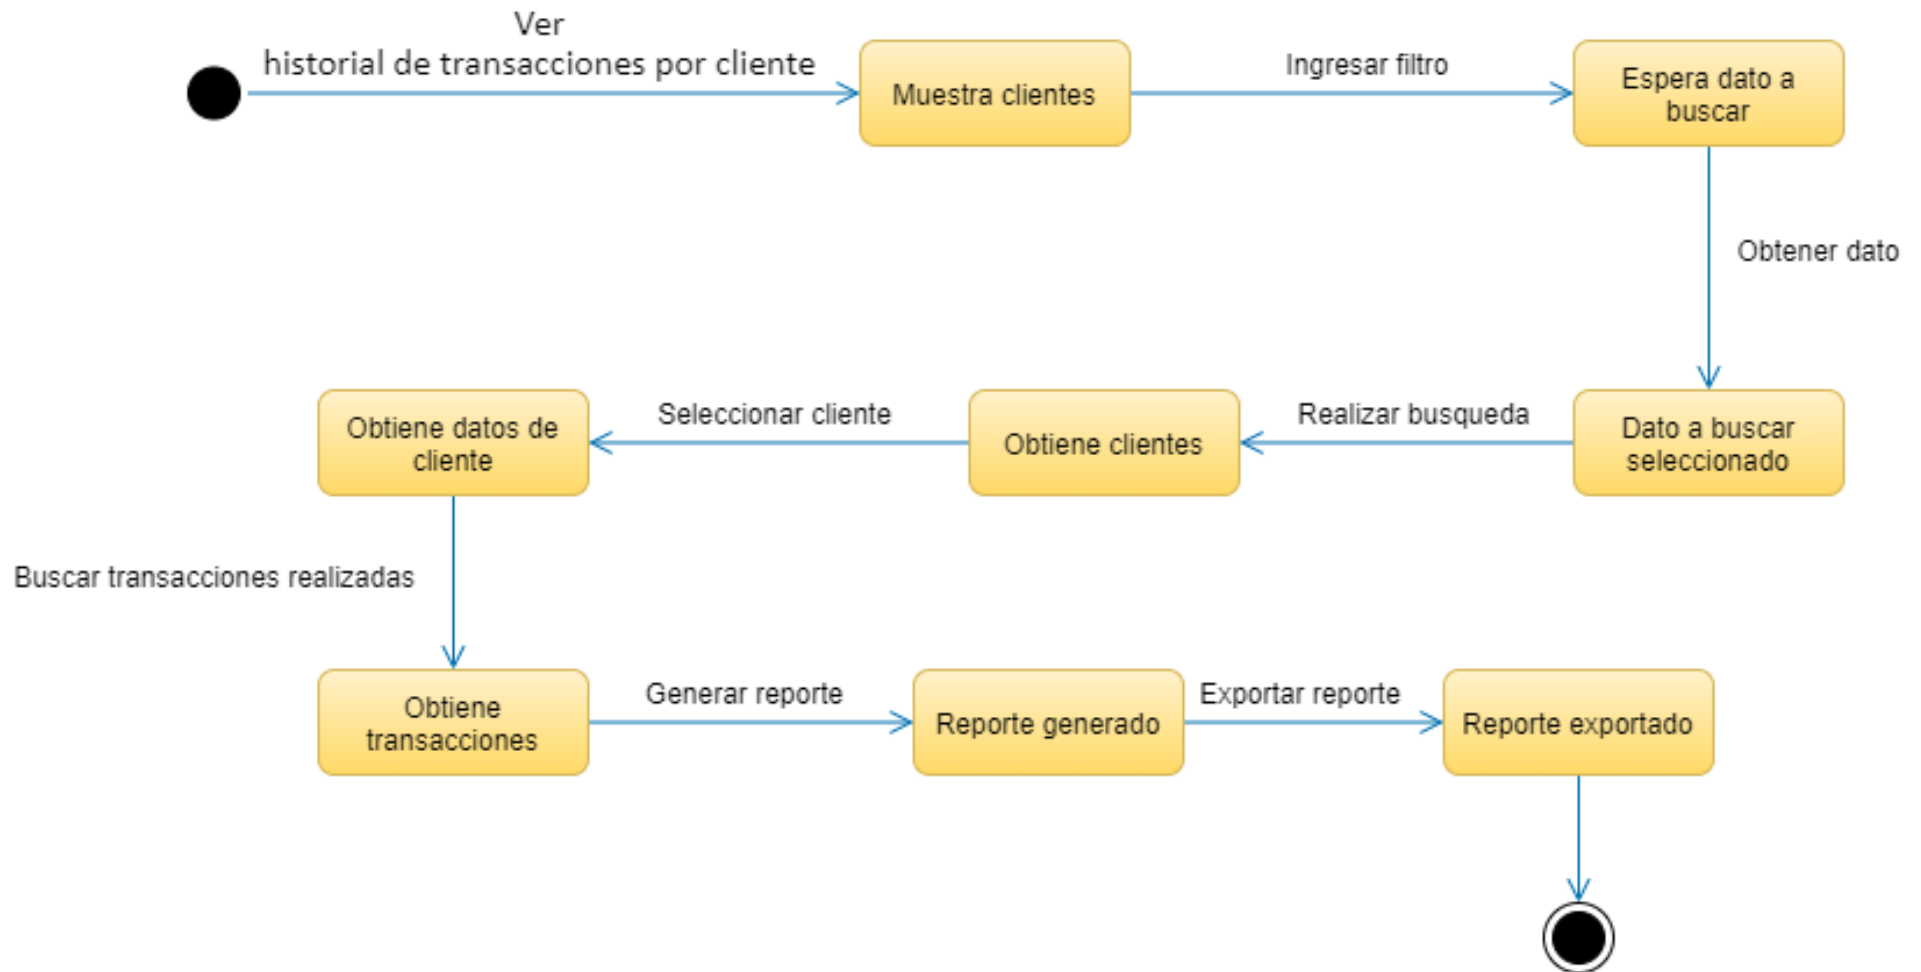 Ver
historial de transacciones por cliente
Muestra clientes
Ingresar filtro
Espera dato a
buscar
Obtener dato
Dato a buscar
seleccionado
Realizar busqueda
Obtiene clientes
Seleccionar cliente
Obtiene datos de
cliente
Buscar transacciones realizadas
Obtiene
transacciones
Generar reporte
Reporte generado
Exportar reporte
Reporte exportado